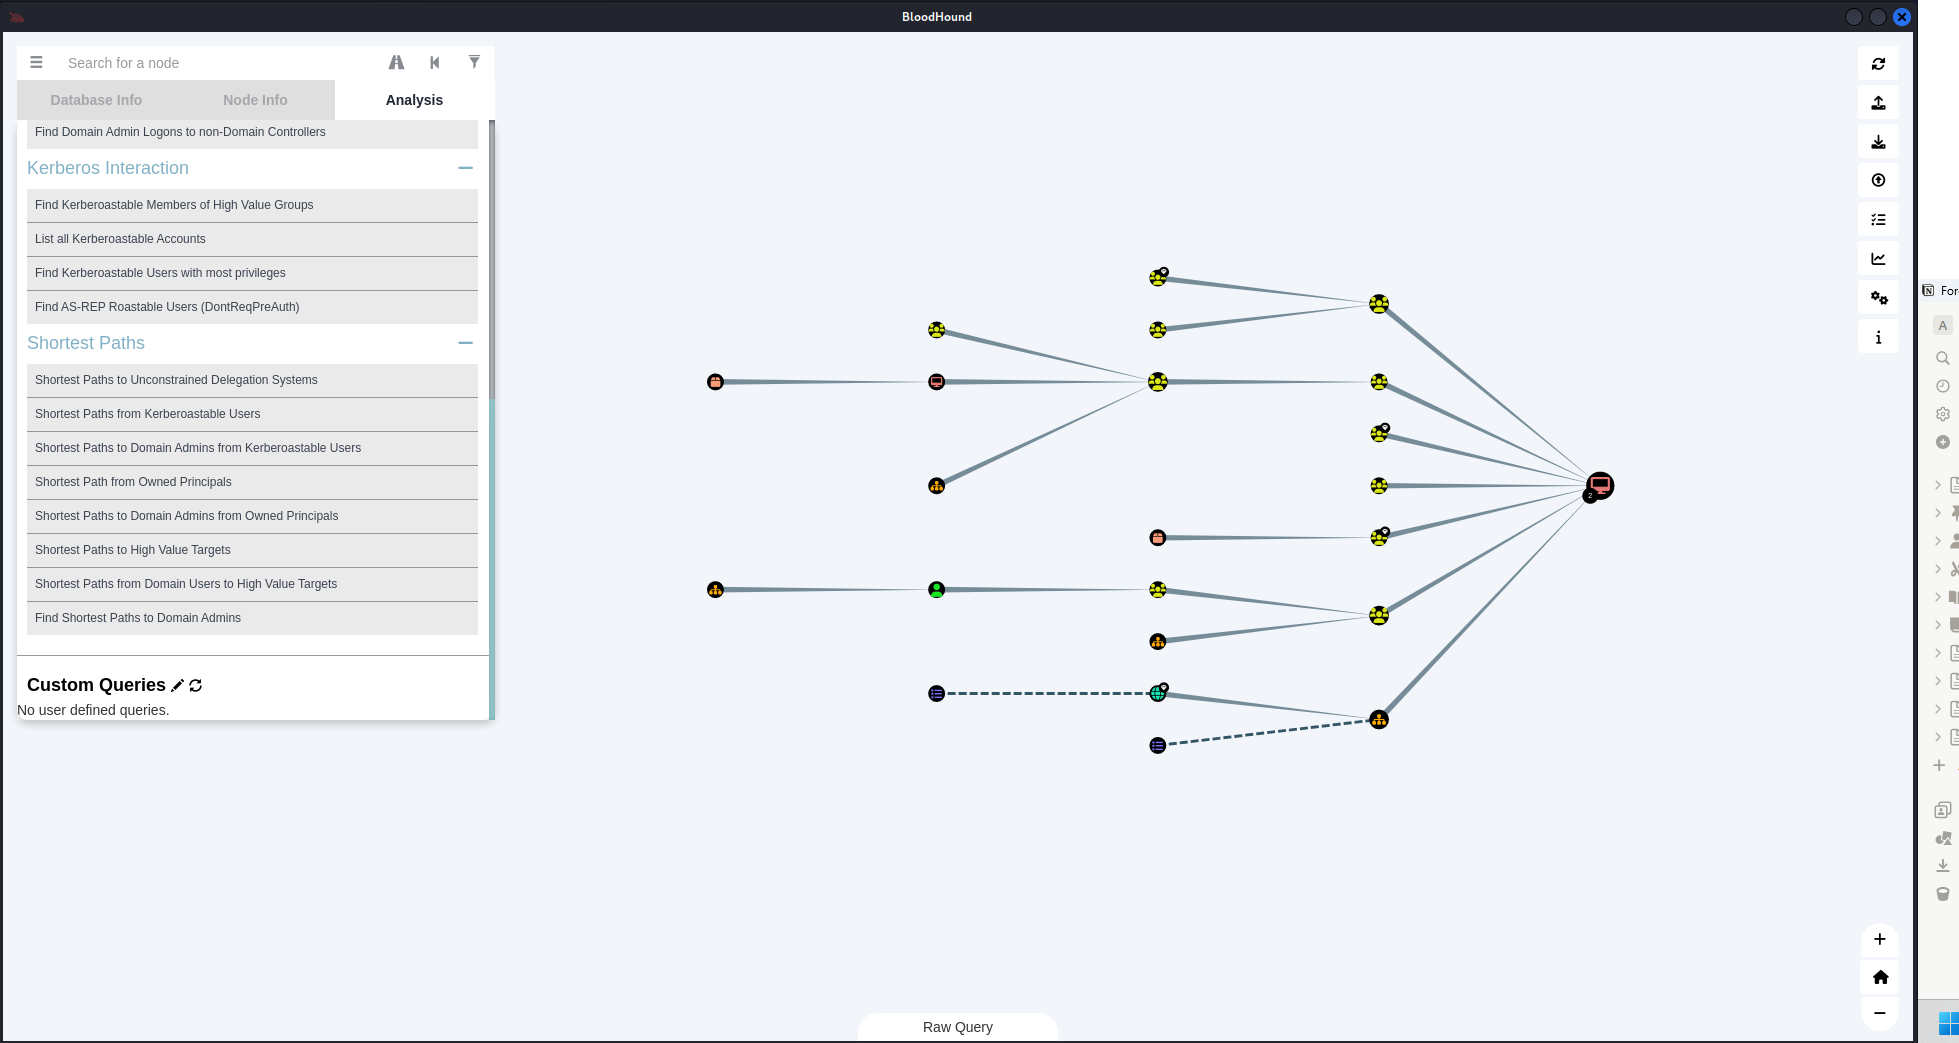 BloodHound
Search for a node
Database Info
Node Info
Analysis
Find Domain Admin Logons to non-Domain Controllers
Kerberos Interaction
Find Kerberoastable Members of High Value Groups
List all Kerberoastable Accounts
Find Kerberoastable Users with most privileges
Find AS-REP Roastable Users (DontReqPreAuth)
Shortest Paths
Shortest Paths to Unconstrained Delegation Systems
Shortest Paths from Kerberoastable Users
Shortest Paths to Domain Admins from Kerberoastable Users
Shortest Path from Owned Principals
Shortest Paths to Domain Admins from Owned Principals
Shortest Paths to High Value Targets
Shortest Paths from Domain Users to High Value Targets
Find Shortest Paths to Domain Admins
Custom Queries
No user defined queries.
2
Raw Query
For
A